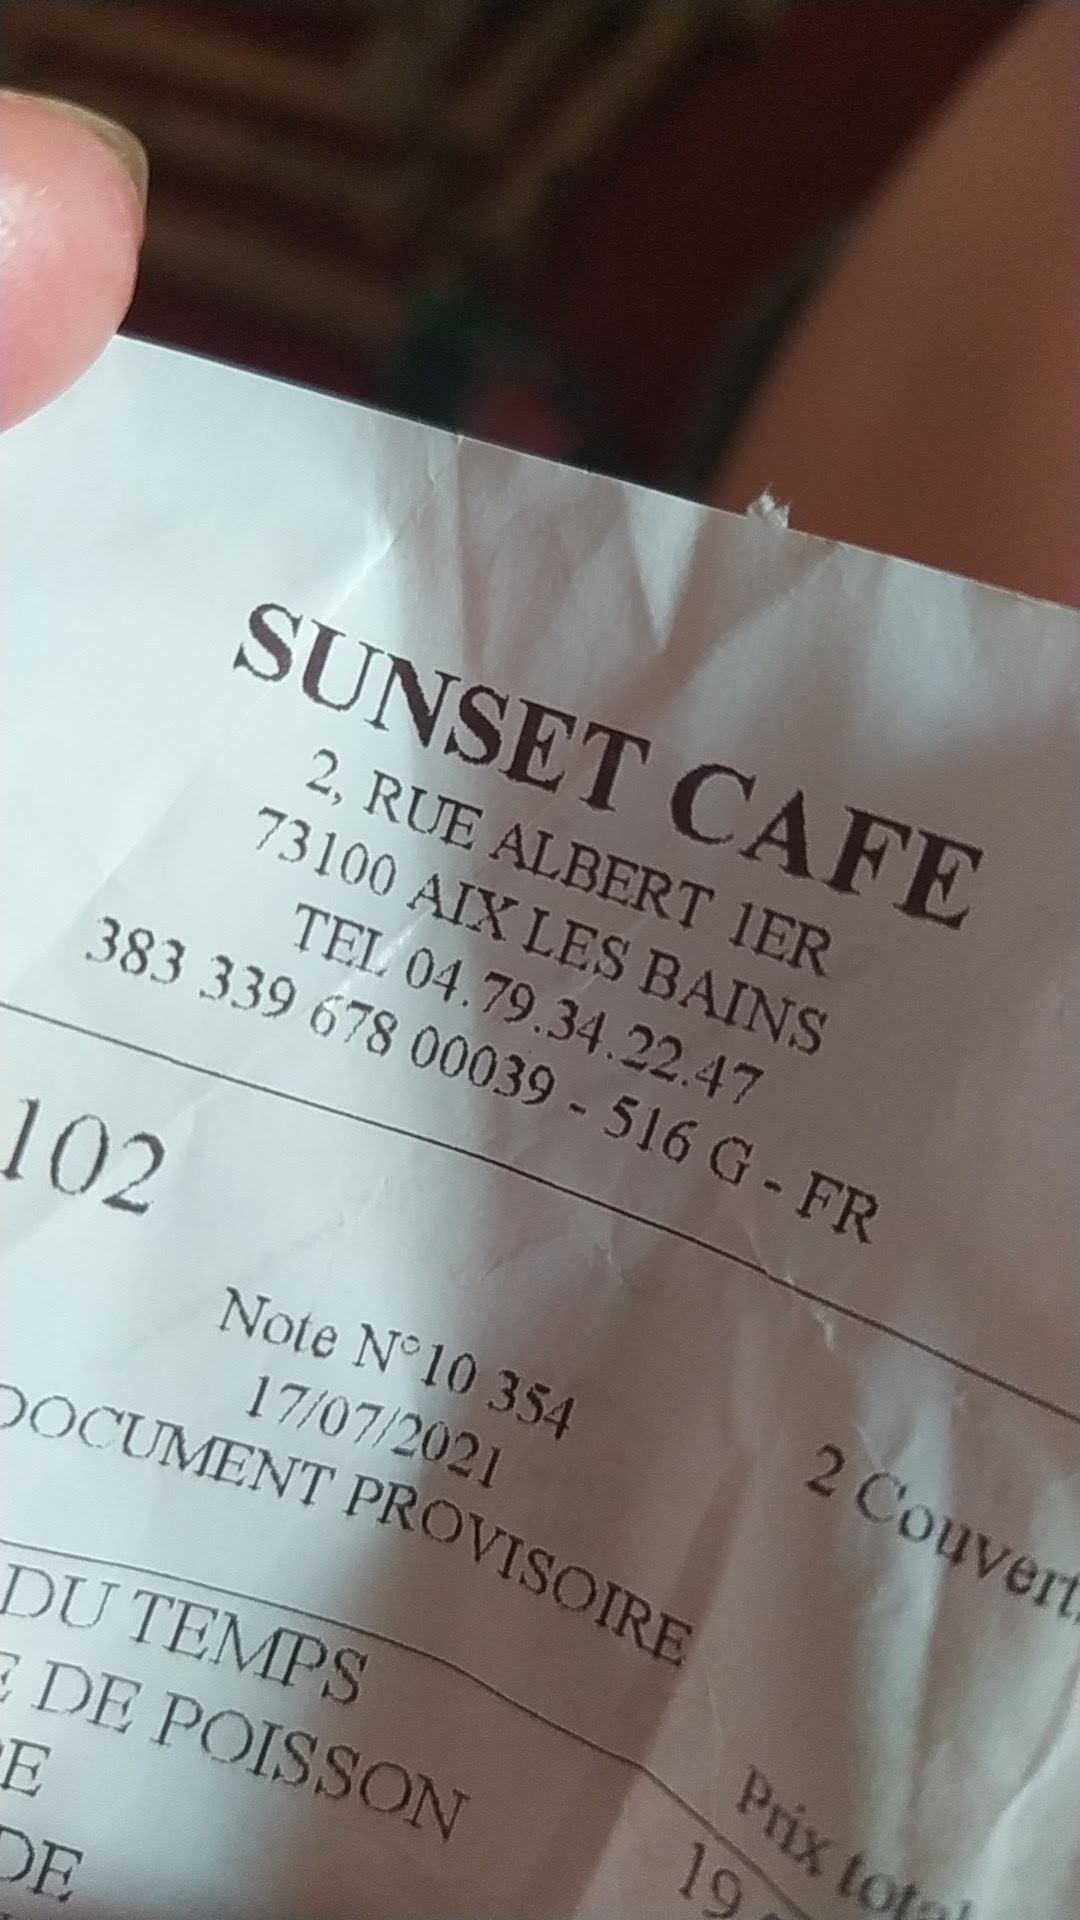 SUNSET CAFE
2, RUE ALBERT 1ER
73100 AIX LES BAINS
TEL 04.79.34.22.47
383 339 678 00039 - 516 G - FR
102
Note N°10 354
17/07/2021
2 Couverts
DOCUMENT PROVISOIRE
Prix total
DU TEMPS
19
DE POISSON
DE